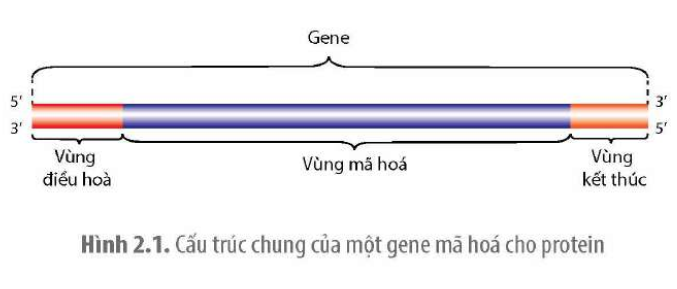 Gene
5′ 3′
3′ 5′
Vùng điều hoà
Vùng mã hoá
Vùng kết thúc
Hình 2.1. Cấu trúc chung của một gene mã hoá cho protein